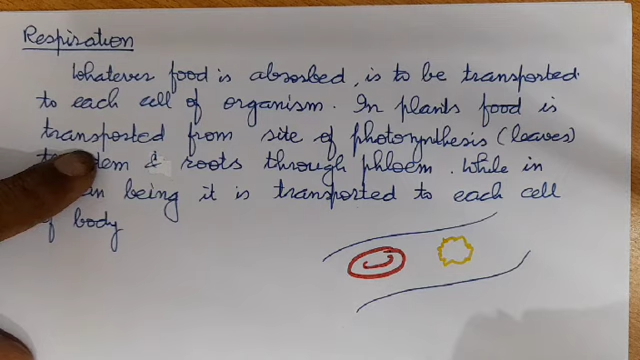 Respiration
Whatever food is absorbed, is to be transported
to each cell of organism. In plants food is
transported from site of photosynthesis (leaves)
& roots through phloem. While in
being it is transported to each cell
of body